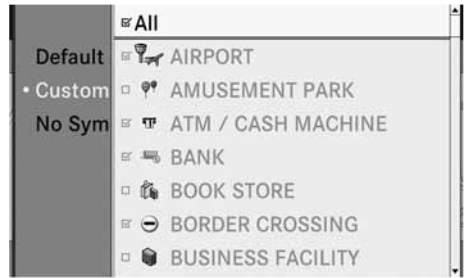 All
Default
• Custom
No Sym
AIRPORT
AMUSEMENT PARK
ATM / CASH MACHINE
BANK
BOOK STORE
BORDER CROSSING
BUSINESS FACILITY